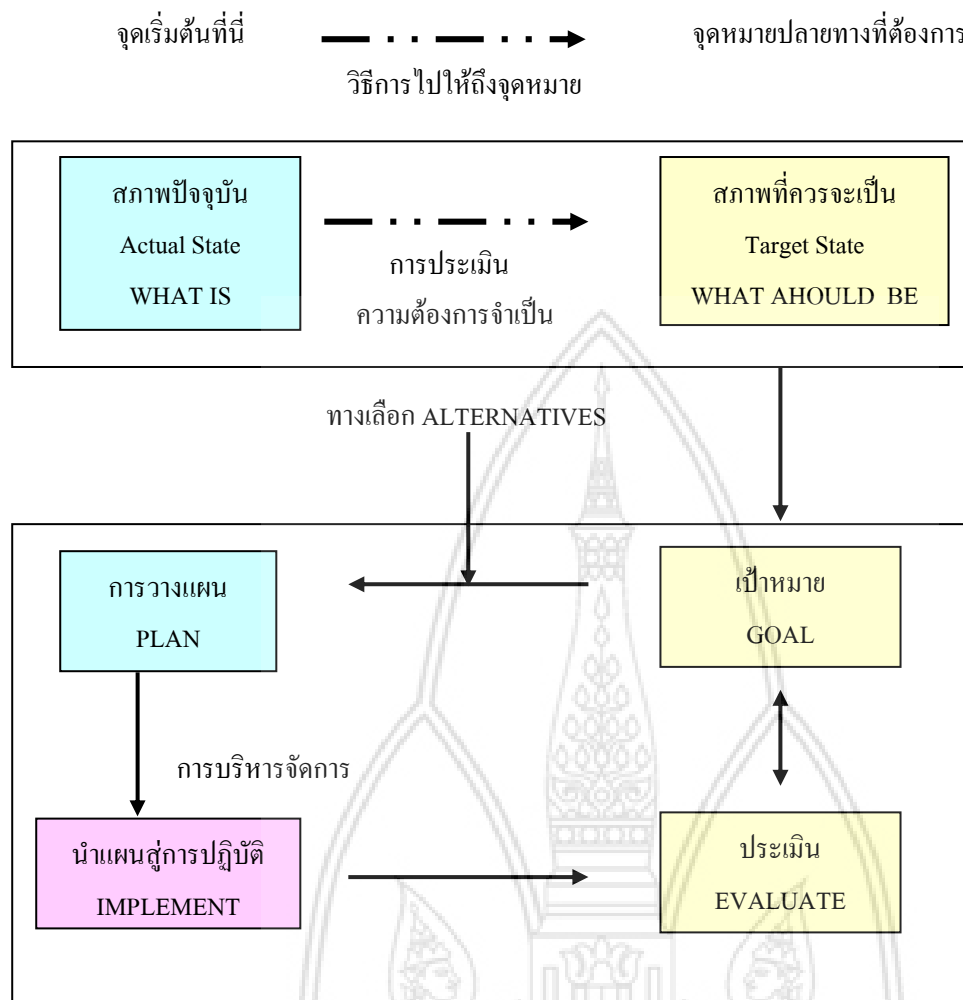 จุดเริ่มต้นที่นี่
จุดหมายปลายทางที่ต้องการ
วิธีการไปให้ถึงจุดหมาย
สภาพปัจจุบัน
Actual State
WHAT IS
การประเมิน
ความต้องการจำเป็น
สภาพที่ควรจะเป็น
Target State
WHAT AHOULD BE
ทางเลือก ALTERNATIVES
การวางแผน
PLAN
เป้าหมาย
GOAL
การบริหารจัดการ
นำแผนสู่การปฏิบัติ
IMPLEMENT
ประเมิน
EVALUATE